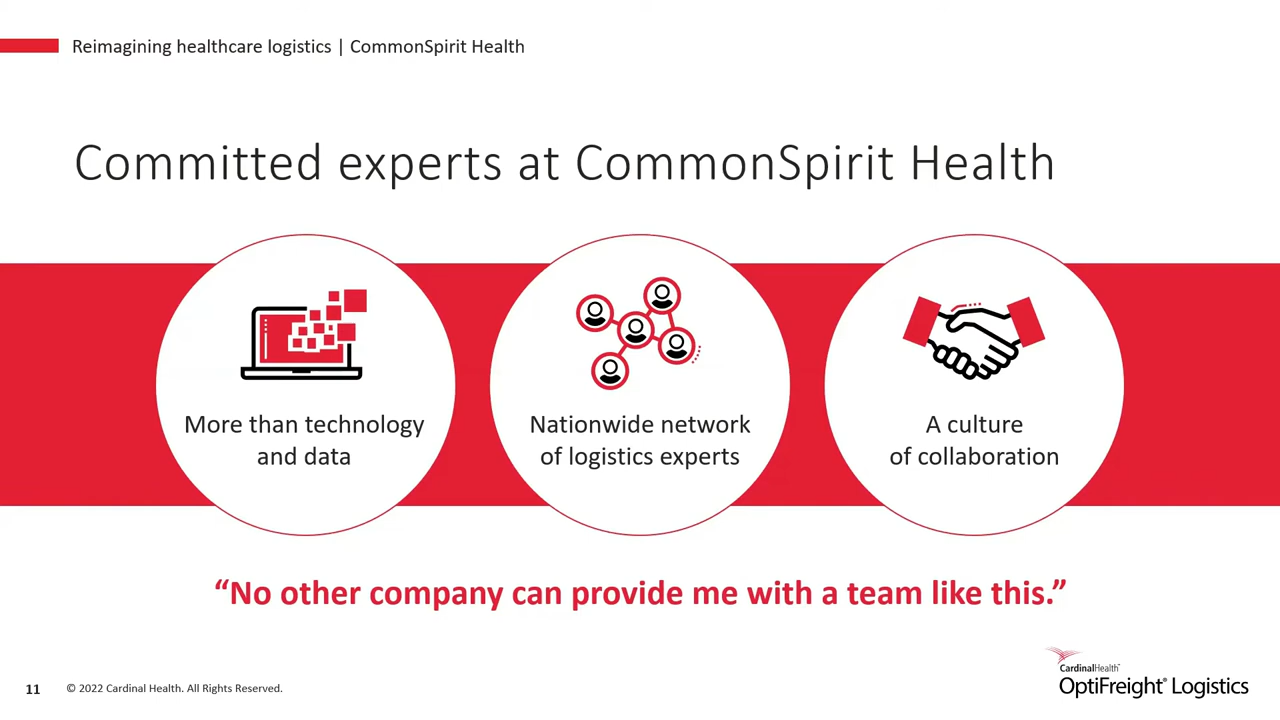 Reimagining healthcare logistics | CommonSpirit Health
Committed experts at CommonSpirit Health
More than technology
and data
Nationwide network
of logistics experts
A culture
of collaboration
“No other company can provide me with a team like this.”
11
© 2022 Cardinal Health. All Rights Reserved.
CardinalHealth™
OptiFreight® Logistics